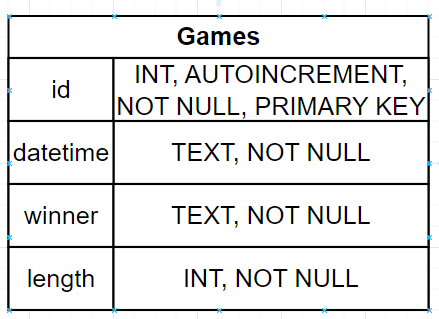 Games
id
INT, AUTOINCREMENT,
NOT NULL, PRIMARY KEY
datetime
TEXT, NOT NULL
winner
TEXT, NOT NULL
length
INT, NOT NULL